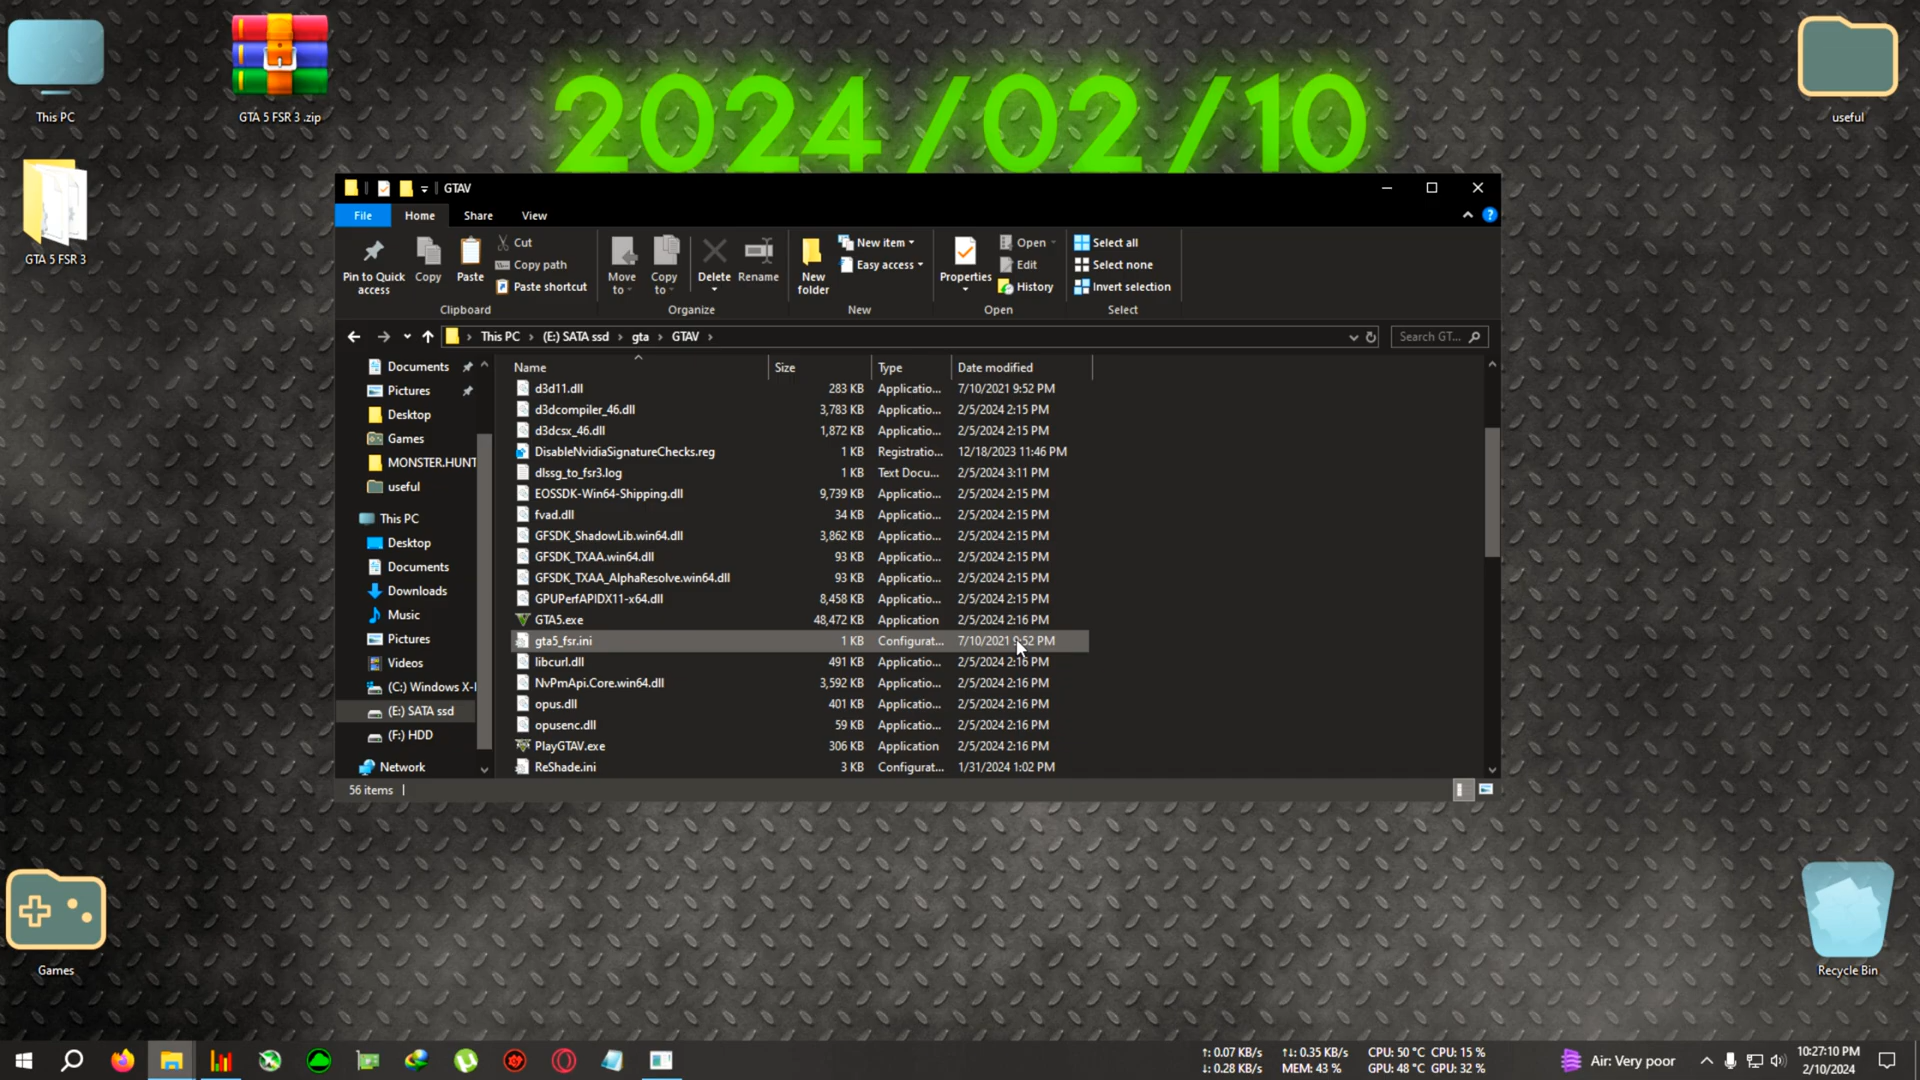 This PC
GTA 5 FSR 3 .zip
2024/02/10
useful
GTA 5 FSR 3
GTAV
File Home Share View
Pin to Quick access
Copy
Paste
Cut
Copy path
Paste shortcut
Clipboard
Move to
Copy to
Delete
Rename
Organize
New folder
New item
Easy access
New
Properties
Open
Edit
History
Open
Select all
Select none
Invert selection
Select
This PC > (E:) SATA ssd > gta > GTAV >
Search GT...
Documents
Pictures
Desktop
Games
MONSTER.HUNT
useful
This PC
Desktop
Documents
Downloads
Music
Pictures
Videos
(C:) Windows X-
(E:) SATA ssd
(F:) HDD
Network
Name Size Type Date modified
d3d11.dll 283 KB Applicatio... 7/10/2021 9:52 PM
d3dcompiler_46.dll 3,783 KB Applicatio... 2/5/2024 2:15 PM
d3dcsx_46.dll 1,872 KB Applicatio... 2/5/2024 2:15 PM
DisableNvidiaSignatureChecks.reg 1 KB Registratio... 12/18/2023 11:46 PM
dlssg_to_fsr3.log 1 KB Text Docu... 2/5/2024 3:11 PM
EOSSDK-Win64-Shipping.dll 9,739 KB Applicatio... 2/5/2024 2:15 PM
fvad.dll 34 KB Applicatio... 2/5/2024 2:15 PM
GFSDK_ShadowLib.win64.dll 3,862 KB Applicatio... 2/5/2024 2:15 PM
GFSDK_TXAA.win64.dll 93 KB Applicatio... 2/5/2024 2:15 PM
GFSDK_TXAA_AlphaResolve.win64.dll 93 KB Applicatio... 2/5/2024 2:15 PM
GPUPerfAPIDX11-x64.dll 8,458 KB Applicatio... 2/5/2024 2:15 PM
GTA5.exe 48,472 KB Application 2/5/2024 2:16 PM
gta5_fsr.ini 1 KB Configurat... 7/10/2021 9:52 PM
libcurl.dll 491 KB Applicatio... 2/5/2024 2:16 PM
NvPmApi.Core.win64.dll 3,592 KB Applicatio... 2/5/2024 2:16 PM
opus.dll 401 KB Applicatio... 2/5/2024 2:16 PM
opusenc.dll 59 KB Applicatio... 2/5/2024 2:16 PM
PlayGTAV.exe 306 KB Application 2/5/2024 2:16 PM
ReShade.ini 3 KB Configurat... 1/31/2024 1:02 PM
56 items
Games
Recycle Bin
↑: 0.07 KB/s ↑↓: 0.35 KB/s CPU: 50 °C CPU: 15 %
↓: 0.28 KB/s MEM: 43 % GPU: 48 °C GPU: 32 %
Air: Very poor
10:27:10 PM
2/10/2024